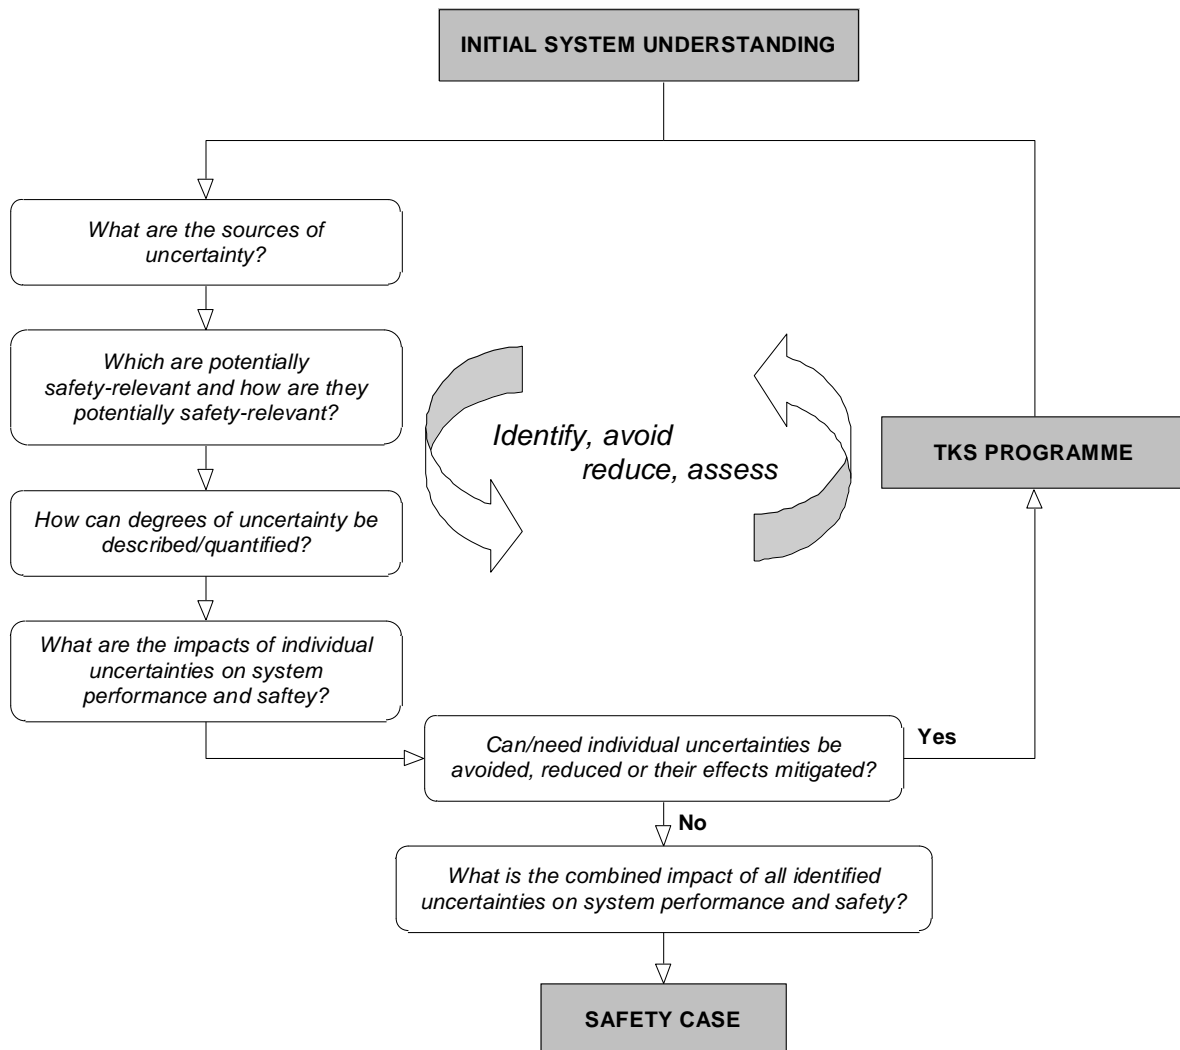 INITIAL SYSTEM UNDERSTANDING
What are the sources of
uncertainty?
Which are potentially
safety-relevant and how are they
potentially safety-relevant?
Identify, avoid
reduce, assess
TKS PROGRAMME
How can degrees of uncertainty be
described/quantified?
What are the impacts of individual
uncertainties on system
performance and saftey?
Can/need individual uncertainties be
avoided, reduced or their effects mitigated?
Yes
No
What is the combined impact of all identified
uncertainties on system performance and safety?
SAFETY CASE